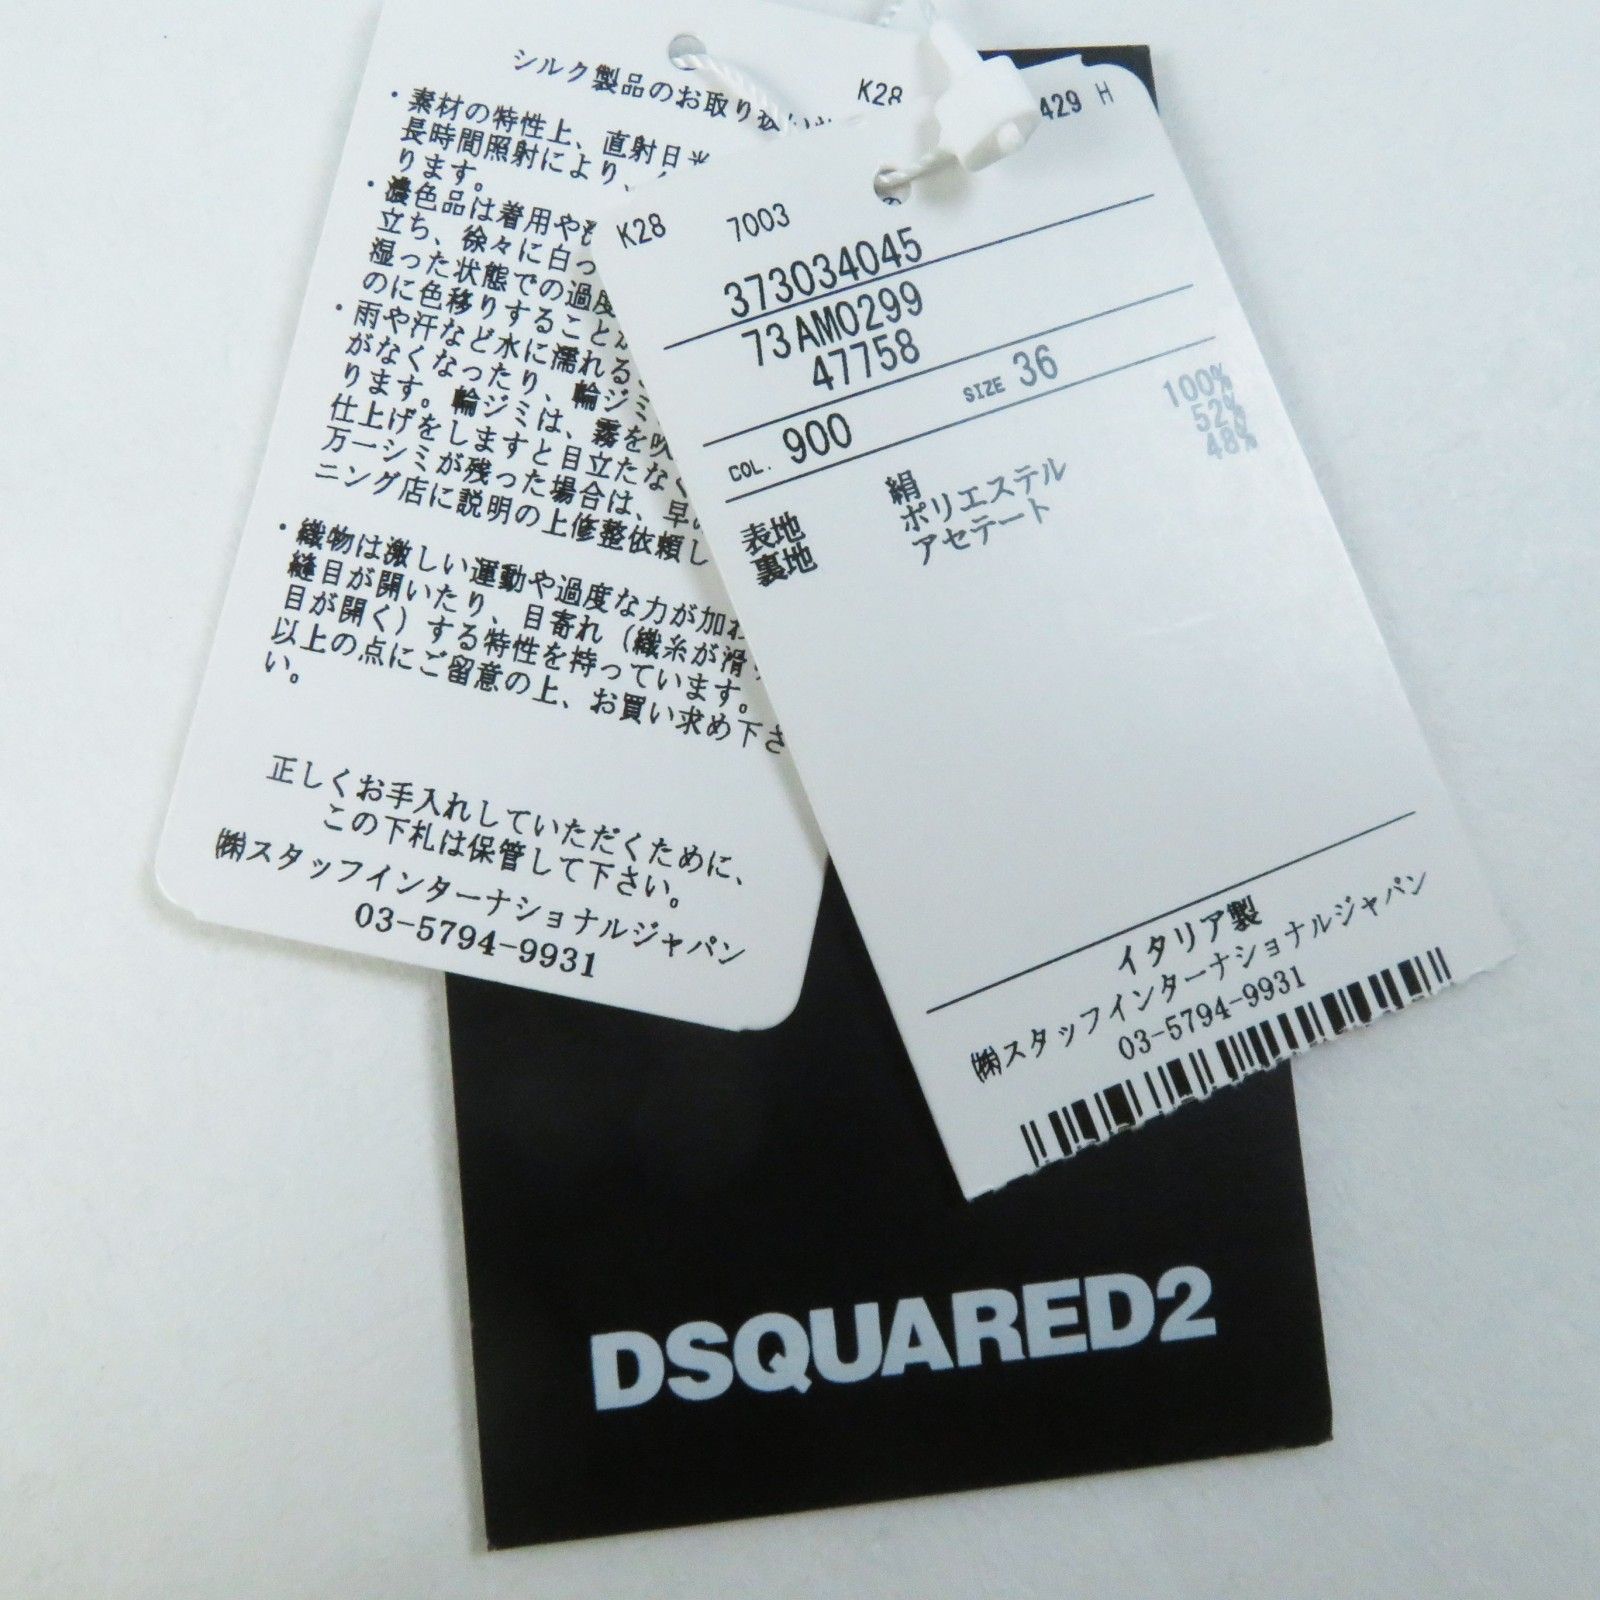 シルク製品のお取り扱い
・素材の特性上、直射日光
長時間照射により、
ります。
・濃色品は着用や
立ち、徐々に白っ
湿った状態での過度
のに色移りすることが
・雨や汗など水に濡れる
がなくなったり、輪ジミ
ります。輪ジミは、霧を吹
仕上げをしますと目立たなく
万一シミが残った場合は、早
ニング店に説明の上修整依頼し
・織物は激しい運動や過度な力が加わ
縫目が開いたり、目寄れ（織糸が滑
目が開く）する特性を持っています。
以上の点にご留意の上、お買い求め下さ
い。
正しくお手入れしていただくために、
この下札は保管して下さい。
㈱スタッフインターナショナルジャパン
03-5794-9931
K28
429 H
K28 7003
373034045
73AM0299
47758
COL. 900 SIZE 36
表地 絹 100%
裏地 ポリエステル 52%
アセテート 48%
イタリア製
㈱スタッフインターナショナルジャパン
03-5794-9931
DSQUARED2